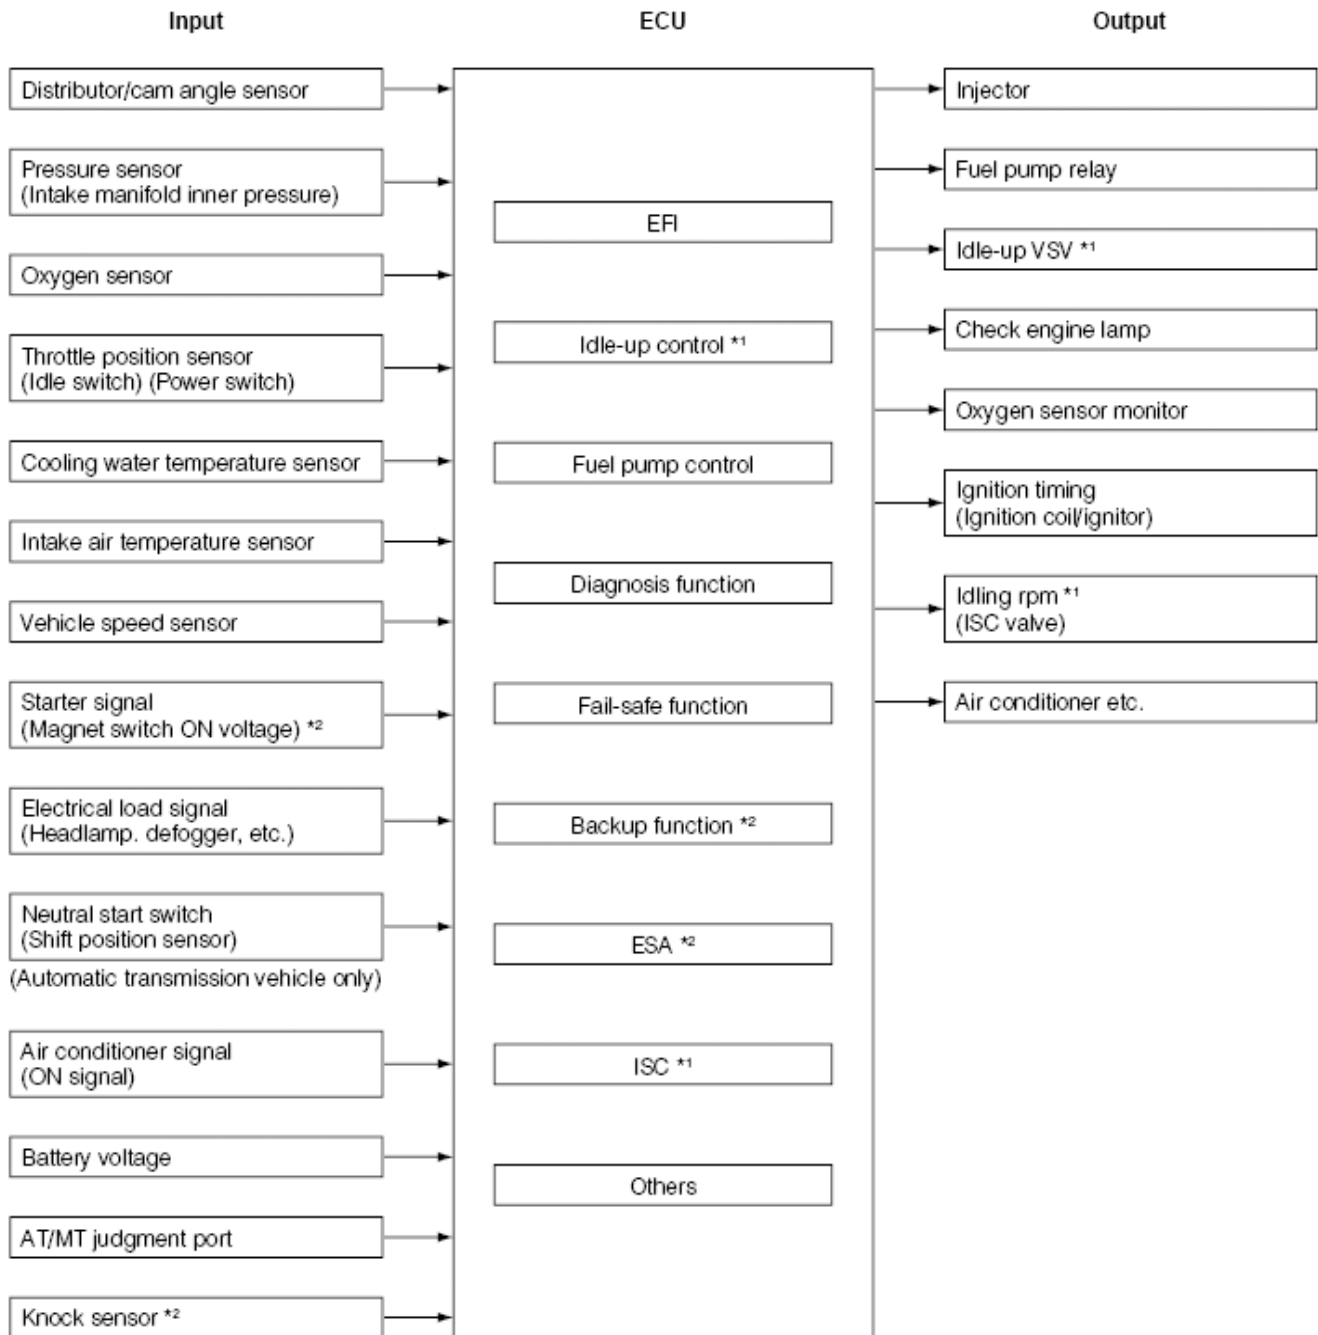 Input
ECU
Output
Distributor/cam angle sensor
Pressure sensor
(Intake manifold inner pressure)
Oxygen sensor
Throttle position sensor
(Idle switch) (Power switch)
Cooling water temperature sensor
Intake air temperature sensor
Vehicle speed sensor
Starter signal
(Magnet switch ON voltage) *2
Electrical load signal
(Headlamp. defogger, etc.)
Neutral start switch
(Shift position sensor)
(Automatic transmission vehicle only)
Air conditioner signal
(ON signal)
Battery voltage
AT/MT judgment port
Knock sensor *2
EFI
Idle-up control *1
Fuel pump control
Diagnosis function
Fail-safe function
Backup function *2
ESA *2
ISC *1
Others
Injector
Fuel pump relay
Idle-up VSV *1
Check engine lamp
Oxygen sensor monitor
Ignition timing
(Ignition coil/ignitor)
Idling rpm *1
(ISC valve)
Air conditioner etc.